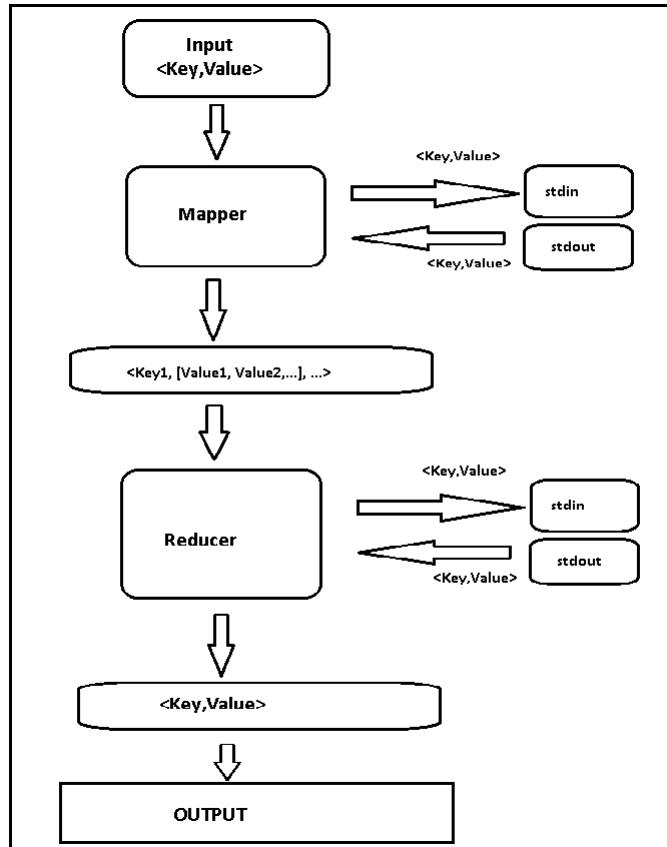 Input
<Key,Value>
<Key,Value>
Mapper
stdin
stdout
<Key,Value>
<Key1, [Value1, Value2,...], ...>
<Key,Value>
Reducer
stdin
stdout
<Key,Value>
<Key,Value>
OUTPUT